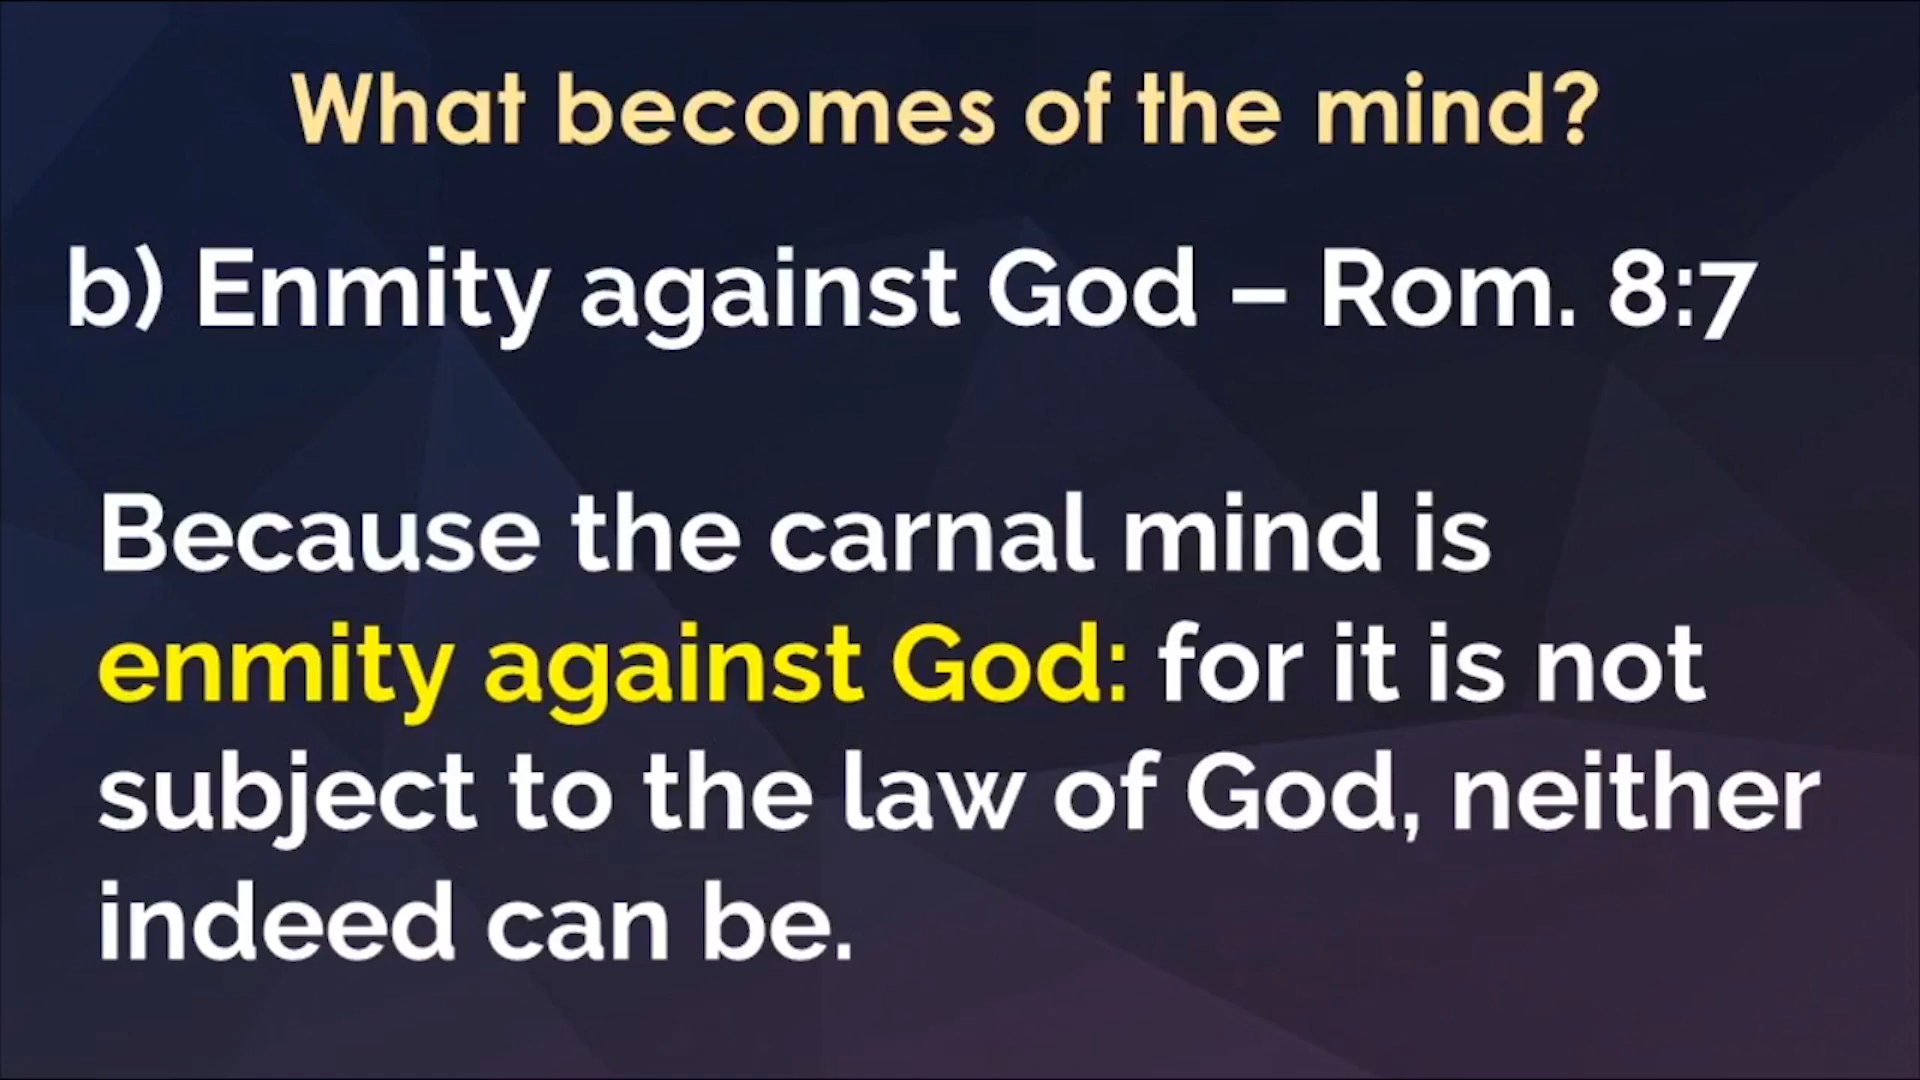 What becomes of the mind?
b) Enmity against God – Rom. 8:7
Because the carnal mind is
enmity against God: for it is not
subject to the law of God, neither
indeed can be.